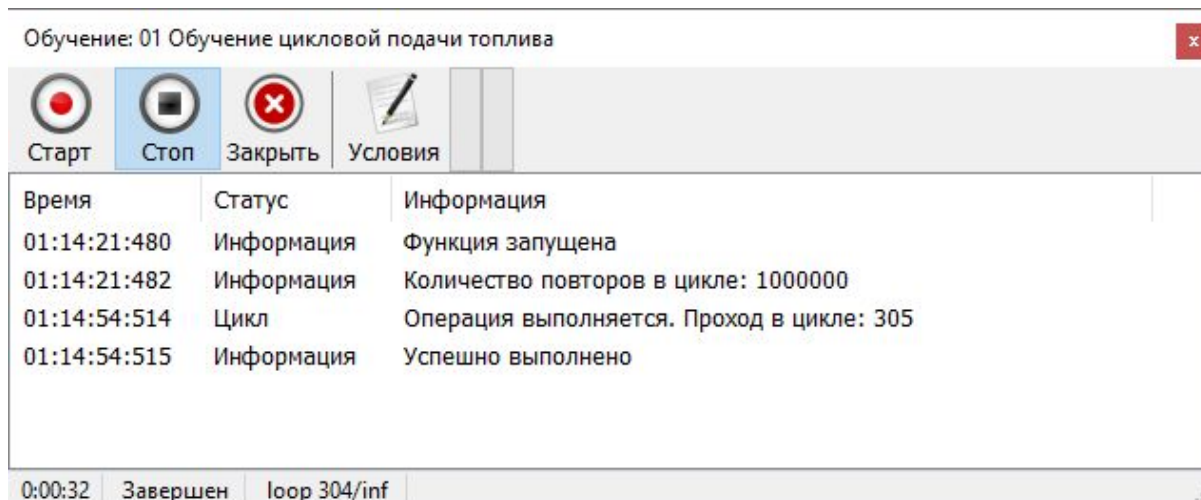 Обучение: 01 Обучение цикловой подачи топлива
x
Старт Стоп Закрыть Условия
Время Статус Информация
01:14:21:480 Информация Функция запущена
01:14:21:482 Информация Количество повторов в цикле: 1000000
01:14:54:514 Цикл Операция выполняется. Проход в цикле: 305
01:14:54:515 Информация Успешно выполнено
0:00:32 Завершен loop 304/inf